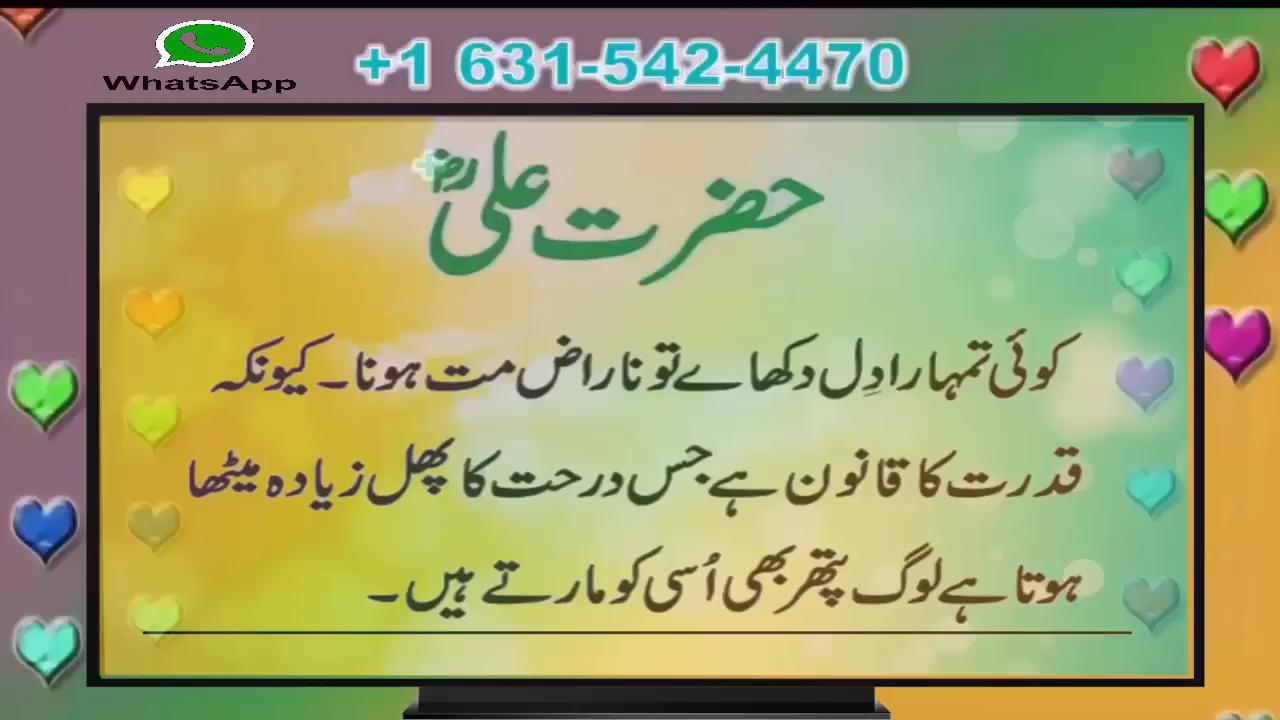 WhatsApp
+1 631-542-4470
حضرت علیؓ
کوئی تمہارا دِل دکھاے تو ناراض مت ہونا۔ کیونکہ
قدرت کا قانون ہے جس درحت کا پھل زیادہ میٹھا
ہوتا ہے لوگ پتھر بھی اُسی کو مارتے ہیں۔